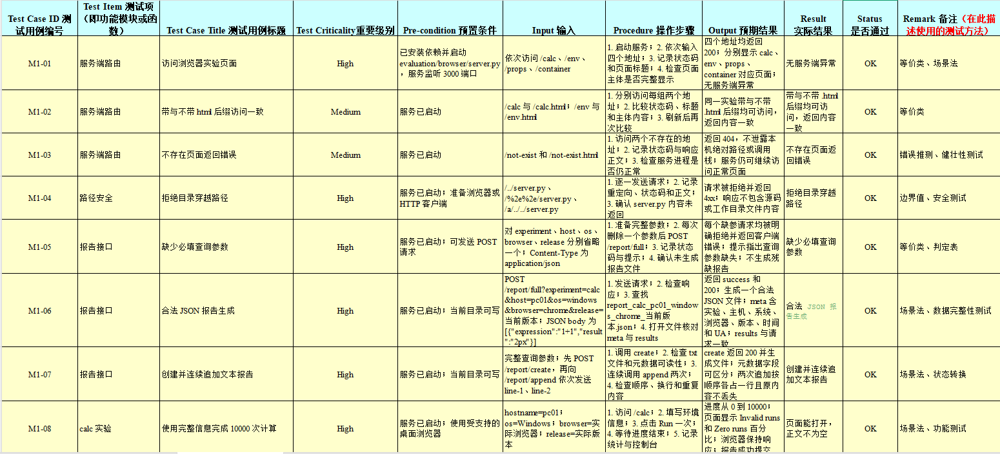 Test Case ID 测
试用例编号
Test Item 测试项
（即功能模块或函
数）
Test Case Title 测试用例标题
Test Criticality重要级别
Pre-condition 预置条件
Input 输入
Procedure 操作步骤
Output 预期结果
Result
实际结果
Status
是否通过
Remark 备注（在此描
述使用的测试方法）
M1-01
服务端路由
访问浏览器实验页面
High
已安装依赖并启动
evaluation/browser/server.py
，服务监听 3000 端口
依次访问 /calc、/env、
/props、/container
1. 启动服务；2. 依次输入
四个地址；3. 记录状态码
和页面标题；4. 检查页面
主体是否完整显示
四个地址均返回
200；分别显示 calc、
env、props、
container 对应页面；
无服务端异常
无服务端异常
OK
等价类、场景法
M1-02
服务端路由
带与不带 html 后缀访问一致
Medium
服务已启动
/calc 与 /calc.html；/env 与
/env.html
1. 分别访问每组两个地
址；2. 比较状态码、标题
和主体内容；3. 刷新后再
次比较
同一实验带与不带
.html 后缀均可访问，
返回内容一致
带与不带 .html
后缀均可访
问，返回内容
一致
OK
等价类
M1-03
服务端路由
不存在页面返回错误
Medium
服务已启动
/not-exist 和 /not-exist.html
1. 访问两个不存在的地
址；2. 记录状态码与响应
正文；3. 检查服务进程是
否仍正常
返回 404，不泄露本
机绝对路径或调用
栈；服务仍可继续访
问正常页面
不存在页面返
回错误
OK
错误推测、健壮性测试
M1-04
路径安全
拒绝目录穿越路径
High
服务已启动；准备浏览器或
HTTP 客户端
/../server.py、
/%2e%2e/server.py、
/a/../../server.py
1. 逐一发送请求；2. 记录
重定向、状态码和正文；
3. 确认 server.py 内容未
返回
请求被拒绝并返回
4xx；响应不包含源码
或工作目录文件内容
拒绝目录穿越
路径
OK
边界值、安全测试
M1-05
报告接口
缺少必填查询参数
High
服务已启动；可发送 POST
请求
对 experiment、host、os、
browser、release 分别省略
一个；Content-Type 为
application/json
1. 准备完整参数；2. 每次
删除一个参数后 POST
/report/full；3. 记录状态
码与提示；4. 确认未生成
报告文件
每个缺参请求均被明
确拒绝并返回客户端
错误；提示指出查询
参数缺失；不生成残
缺报告
缺少必填查询
参数
OK
等价类、判定表
M1-06
报告接口
合法 JSON 报告生成
High
服务已启动；当前目录可写
POST
/report/full?experiment=calc
&host=pc01&os=windows
&browser=chrome&release=
当前版本；JSON body 为
[{"expression":"1+1","result
":"2px"}]
1. 发送请求；2. 检查响
应；3. 查找
report_calc_pc01_window
s_chrome_当前版
本.json；4. 打开文件核对
meta 与 results
返回 success 和
200；生成一个合法
JSON 文件；meta 含
实验、主机、系统、
浏览器、版本、时间
和 UA；results 与请
求一致
合法 JSON 报
告生成
OK
场景法、数据完整性测试
M1-07
报告接口
创建并连续追加文本报告
High
服务已启动；当前目录可写
完整查询参数；先 POST
/report/create，再向
/report/append 依次发送
line-1、line-2
1. 调用 create；2. 检查 txt
文件和元数据可读性；3.
连续调用 append 两次；
4. 检查顺序、换行和重复
内容
create 返回 200 并生
成文件；元数据字段
可区分；两次追加按
顺序各占一行且原内
容不丢失
创建并连续追
加文本报告
OK
场景法、状态转换
M1-08
calc 实验
使用完整信息完成 10000 次计算
High
服务已启动；使用受支持的
桌面浏览器
hostname=pc01；
os=Windows；browser=实
际浏览器；release=实际版
本
1. 访问 /calc；2. 填写环境
信息；3. 点击 Run 一次；
4. 等待进度结束；5. 记录
统计与控制台
进度从 0 到 10000；
页面显示 Invalid runs
和 Zero runs 百分
比；浏览器保持响
应；报告成功提交
页面能打开，
正文不为空
OK
场景法、功能测试